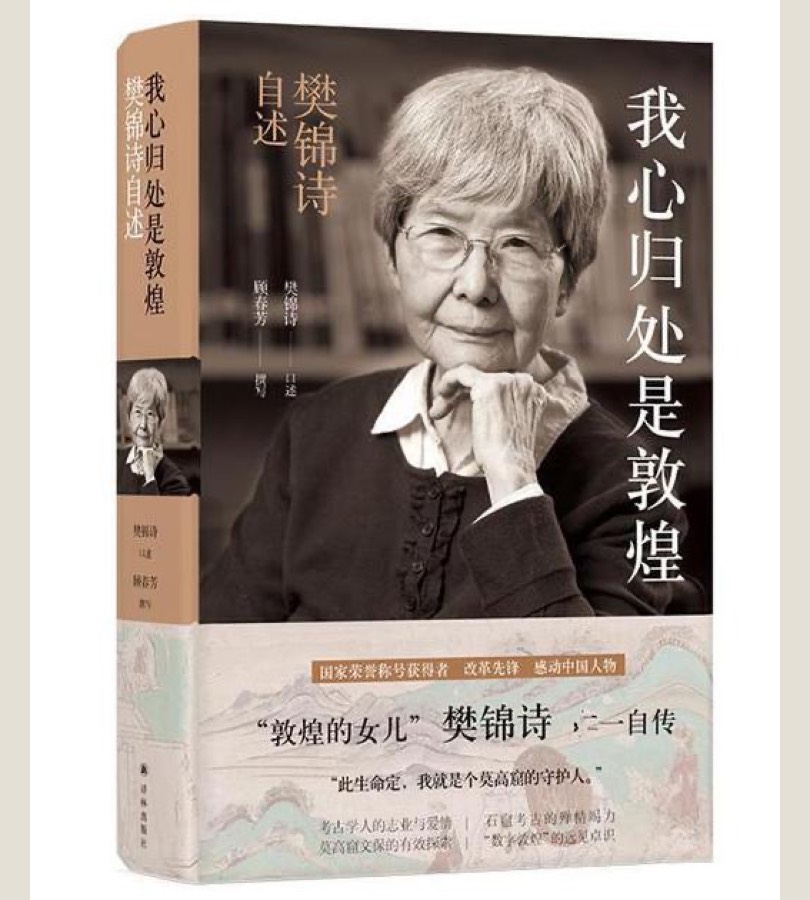 我心归处是敦煌
樊锦诗
自述
樊锦诗——口述
顾春芳——撰写
国家荣誉称号获得者 改革先锋 感动中国人物
“敦煌的女儿” 樊锦诗 一自传
“此生命定，我就是个莫高窟的守护人。”
考古学人的志业与爱情 | 石窟考古的殚精竭力
莫高窟文保的有效探索 | “数字敦煌”的远见卓识
我心归处是敦煌
樊锦诗自述
樊锦诗
口述
顾春芳
撰写
译林出版社